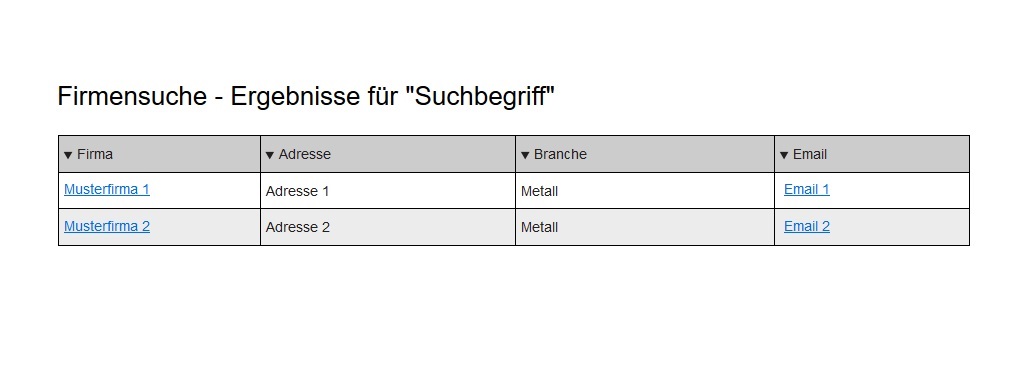 Firmensuche - Ergebnisse für "Suchbegriff"
▼ Firma ▼ Adresse ▼ Branche ▼ Email
Musterfirma 1 Adresse 1 Metall Email 1
Musterfirma 2 Adresse 2 Metall Email 2